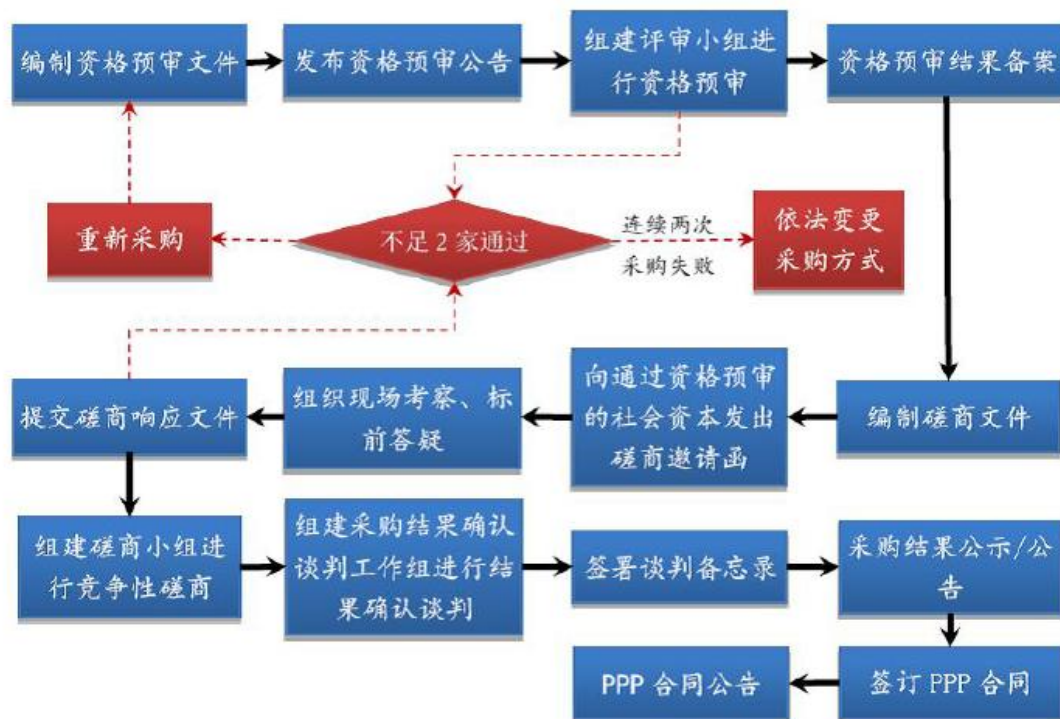 编制资格预审文件
发布资格预审公告
组建评审小组进
行资格预审
资格预审结果备案
重新采购
不足 2 家通过
连续两次
采购失败
依法变更
采购方式
提交磋商响应文件
组织现场考察、标
前答疑
向通过资格预审
的社会资本发出
磋商邀请函
编制磋商文件
组建磋商小组进
行竞争性磋商
组建采购结果确认
谈判工作组进行结
果确认谈判
签署谈判备忘录
采购结果公示/公
告
PPP 合同公告
签订 PPP 合同